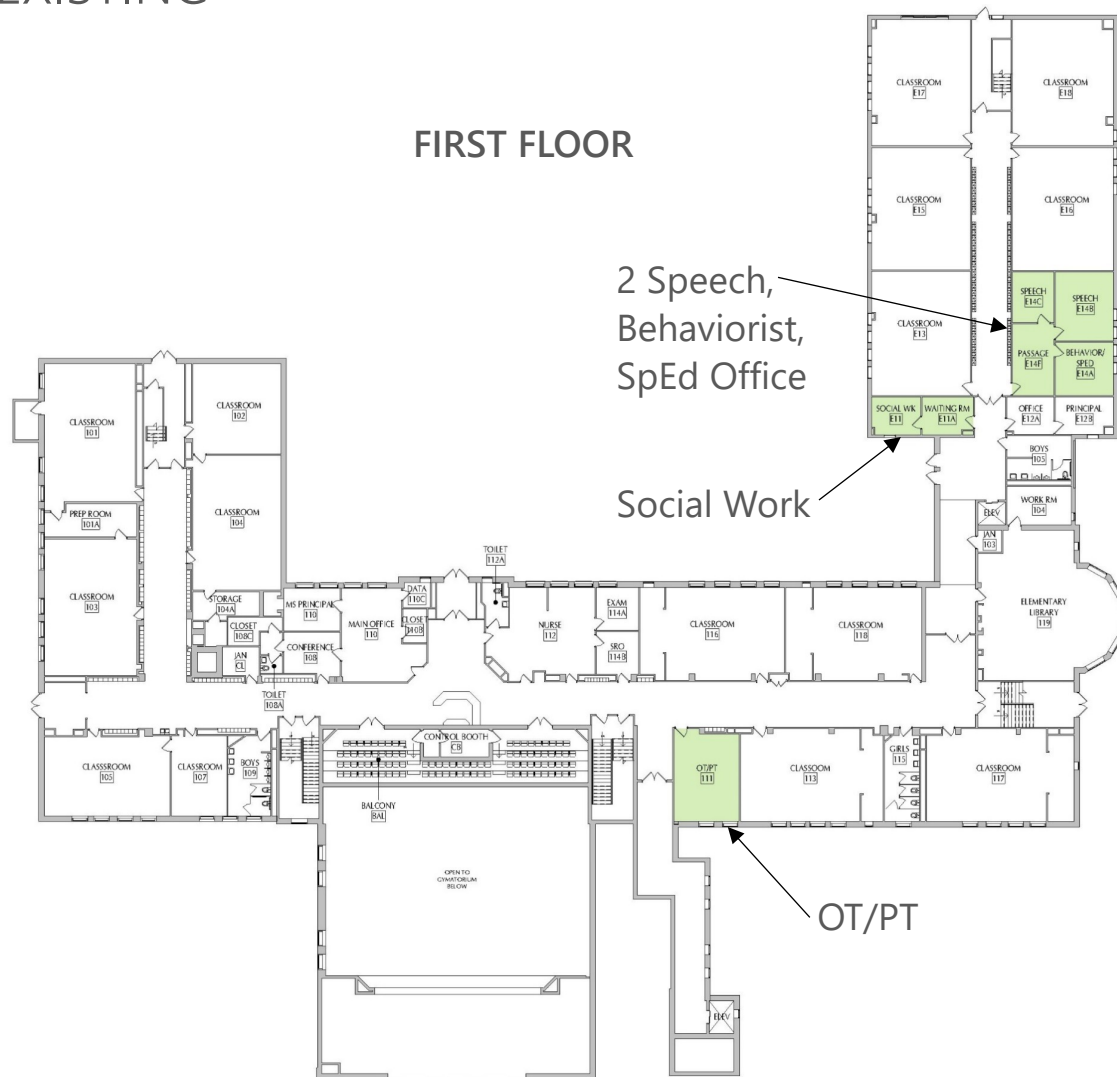 EXISTING
FIRST FLOOR
CLASSROOM
E17
CLASSROOM
E18
CLASSROOM
E15
CLASSROOM
E16
2 Speech,
Behaviorist,
SpEd Office
CLASSROOM
E13
SPEECH
E14C
SPEECH
E14B
PASSAGE
E14F
BEHAVIOR/
SPED
E14A
SOCIAL WK
E11
WAITING RM
E11A
OFFICE
E12A
PRINCIPAL
E12B
BOYS
105
Social Work
WORK RM
104
ELEV
JAN
103
ELEMENTARY
LIBRARY
119
CLASSROOM
101
CLASSROOM
102
PREP ROOM
101A
CLASSROOM
104
CLASSROOM
103
STORAGE
104A
CLOSET
108C
JAN
CL
TOILET
108A
MS PRINCIPAL
110
CONFERENCE
108
MAIN OFFICE
110
DATA
110C
CLOSET
110B
TOILET
112A
NURSE
112
EXAM
114A
SRO
114B
CLASSROOM
116
CLASSROOM
118
CLASSSROOM
105
CLASSROOM
107
BOYS
109
CONTROL BOOTH
CB
BALCONY
BAL
OT/PT
111
CLASSOOM
113
GIRLS
115
CLASSROOM
117
OPEN TO
GYMATORIUM
BELOW
OT/PT
ELEV